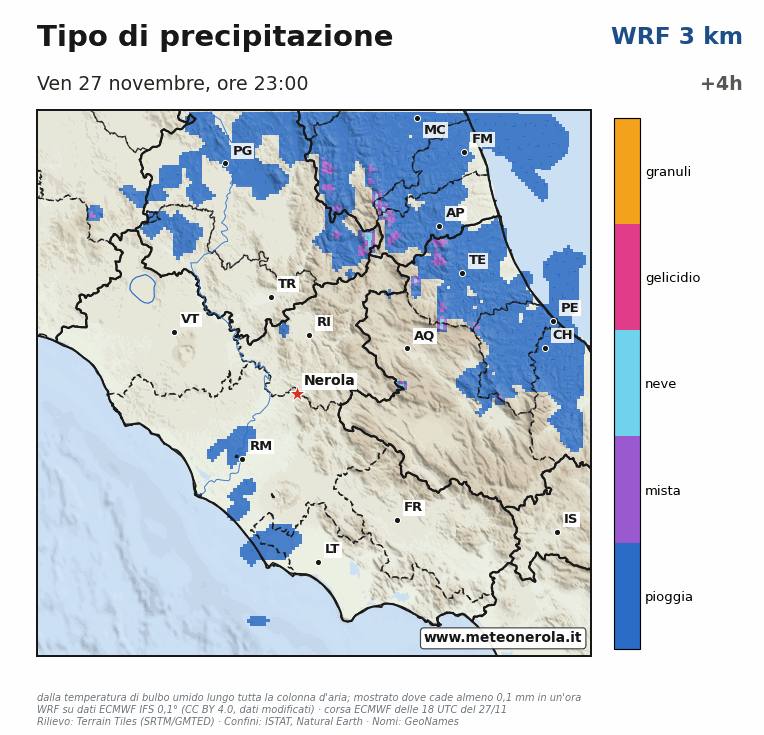 Tipo di precipitazione
WRF 3 km
Ven 27 novembre, ore 23:00
+4h
MC
FM
PG
AP
TE
TR
PE
VT
RI
AQ
CH
Nerola
RM
FR
IS
LT
www.meteonerola.it
granuli
gelicidio
neve
mista
pioggia
dalla temperatura di bulbo umido lungo tutta la colonna d'aria; mostrato dove cade almeno 0,1 mm in un'ora
WRF su dati ECMWF IFS 0,1° (CC BY 4.0, dati modificati) · corsa ECMWF delle 18 UTC del 27/11
Rilievo: Terrain Tiles (SRTM/GMTED) · Confini: ISTAT, Natural Earth · Nomi: GeoNames